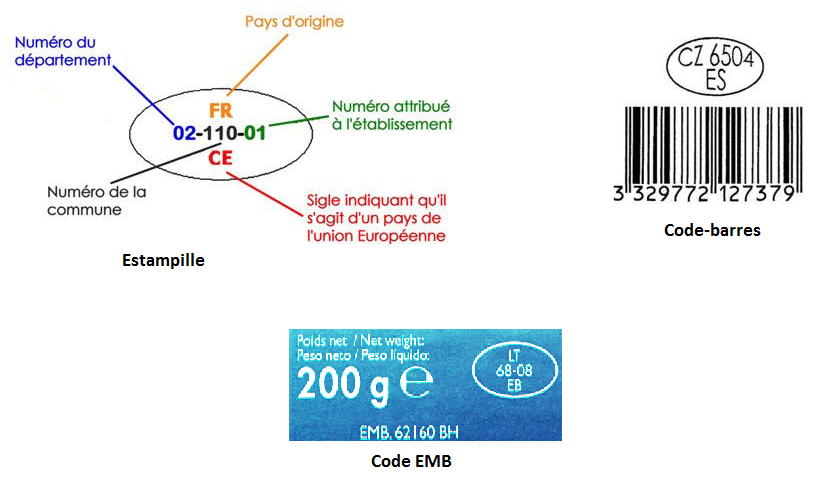 Pays d'origine
Numéro du
département
FR
02-110-01
CE
Numéro attribué
à l'établissement
Numéro de la
commune
Sigle indiquant qu'il
s'agit d'un pays de
l'union Européenne
Estampille
CZ 6504
ES
3 329772 127379
Code-barres
Poids net / Net weight:
Peso neto / Peso líquido:
200 g e
LT
68-08
EB
EMB. 62160 BH
Code EMB